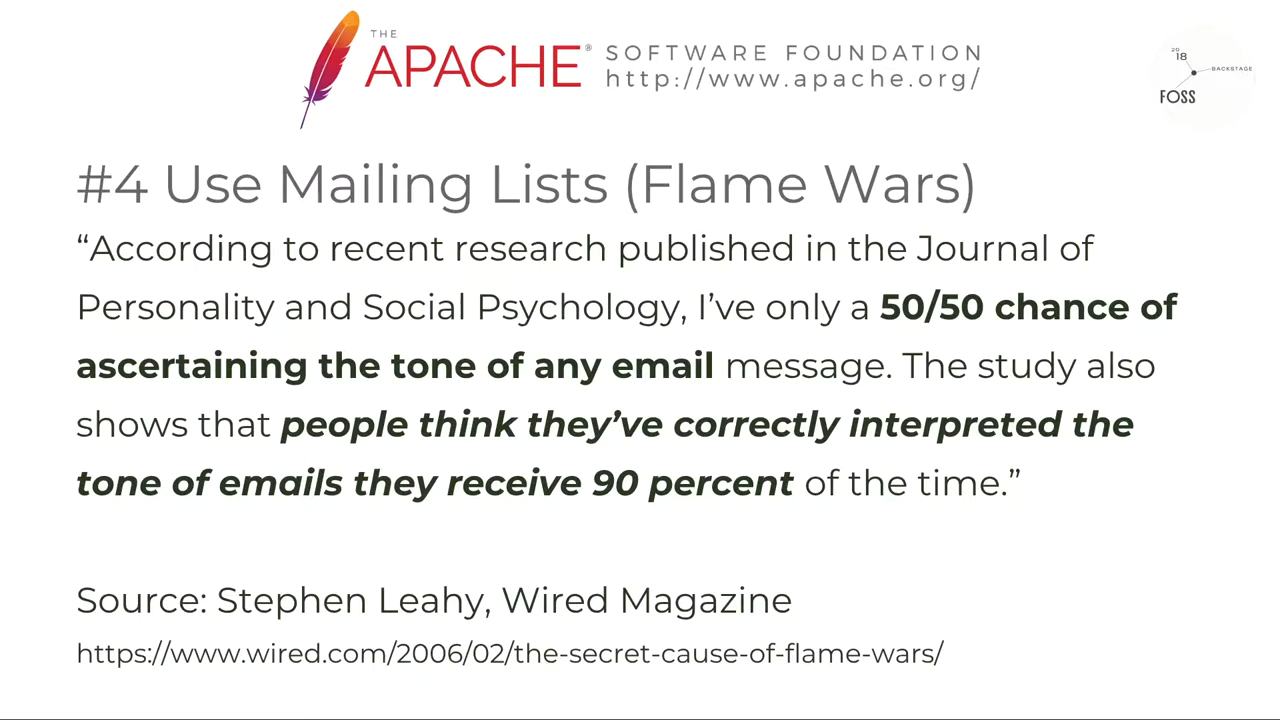 THE
APACHE®
SOFTWARE FOUNDATION
http://www.apache.org/
20
18
BACKSTAGE
FOSS
#4 Use Mailing Lists (Flame Wars)
“According to recent research published in the Journal of
Personality and Social Psychology, I’ve only a 50/50 chance of
ascertaining the tone of any email message. The study also
shows that people think they’ve correctly interpreted the
tone of emails they receive 90 percent of the time.”
Source: Stephen Leahy, Wired Magazine
https://www.wired.com/2006/02/the-secret-cause-of-flame-wars/